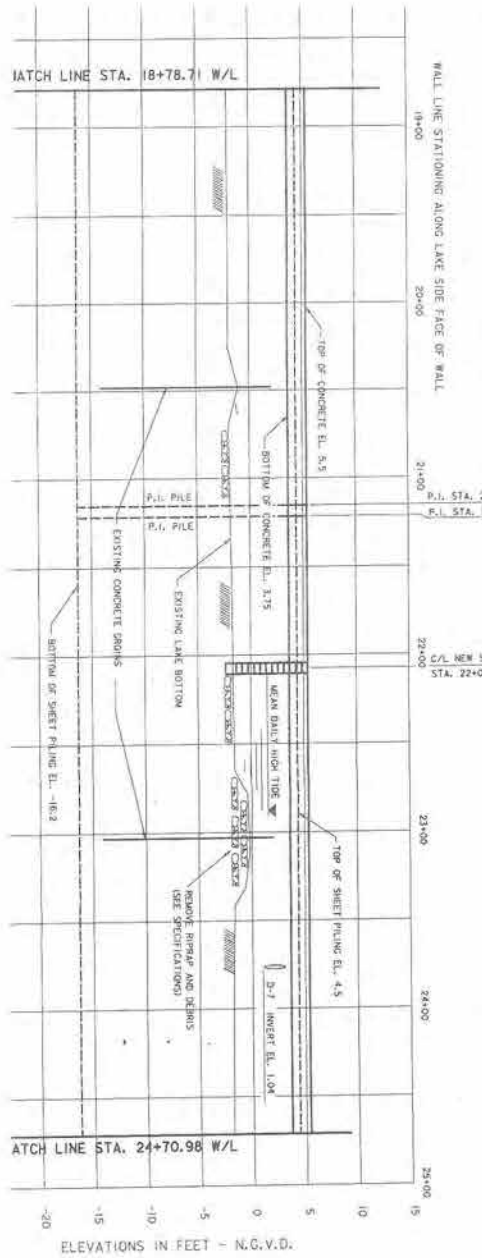 MATCH LINE STA. 18+78.71 W/L
WALL LINE STATIONING ALONG LAKE SIDE FACE OF WALL
19+00
20+00
21+00
22+00
23+00
24+00
25+00
TOP OF CONCRETE EL. 5.5
BOTTOM OF CONCRETE EL. 3.75
P.I. PILE
P.I. PILE
P.I. STA. 2
P.I. STA.
EXISTING CONCRETE GROINS
EXISTING LAKE BOTTOM
BOTTOM OF SHEET PILING EL. -16.2
C/L NEW
STA. 22+0
MEAN DAILY HIGH TIDE
TOP OF SHEET PILING EL. 4.5
REMOVE RIPRAP AND DEBRIS
(SEE SPECIFICATIONS)
D-7 INVERT EL. 1.04
ATCH LINE STA. 24+70.98 W/L
-20
-15
-10
-5
0
5
10
15
ELEVATIONS IN FEET - N.G.V.D.